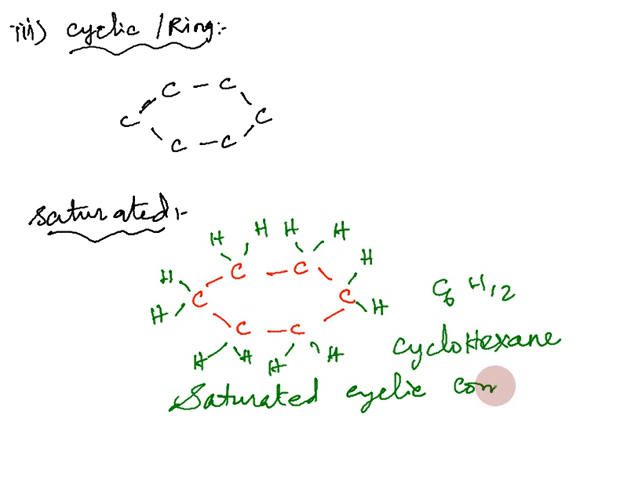 iii) cyclic / Ring:-
C - C
C C
C - C
Saturated:-
H H H H
H C - C H
H C C H
C - C
H H H H
C6 H12
cycloHexane
Saturated cyclic com